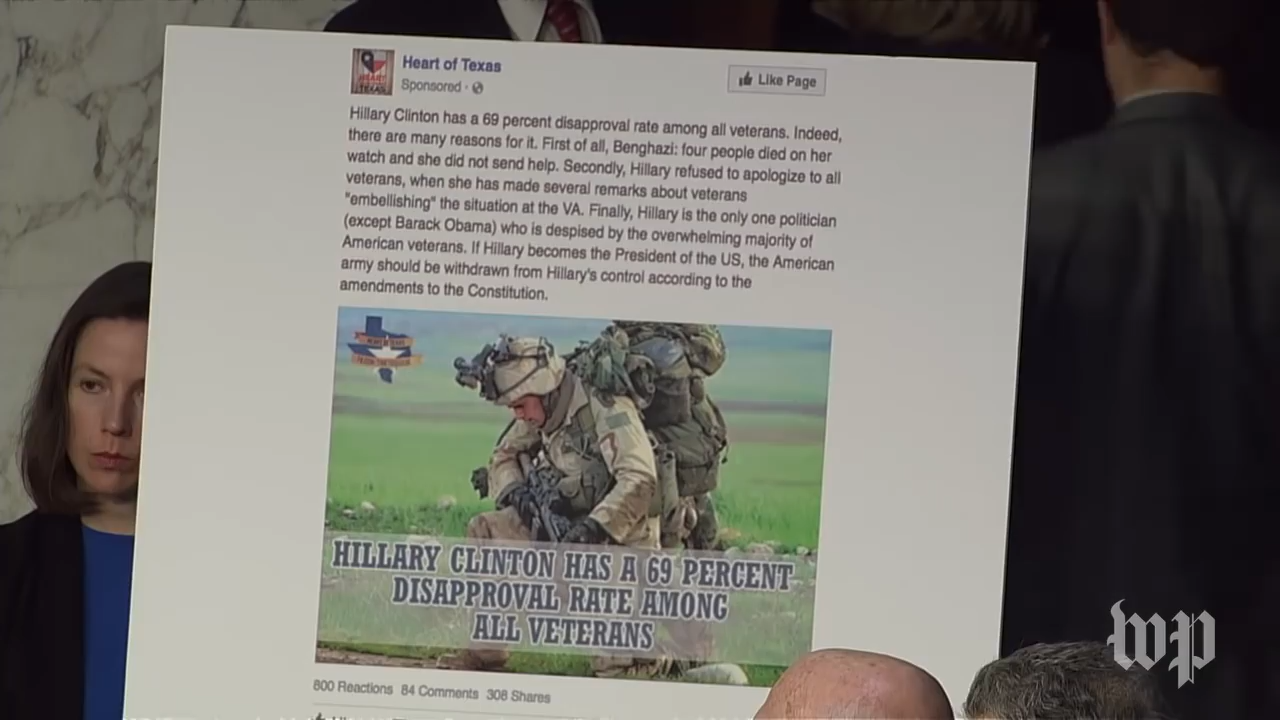 Heart of Texas
Sponsored ·
Like Page
Hillary Clinton has a 69 percent disapproval rate among all veterans. Indeed,
there are many reasons for it. First of all, Benghazi: four people died on her
watch and she did not send help. Secondly, Hillary refused to apologize to all
veterans, when she has made several remarks about veterans
"embellishing" the situation at the VA. Finally, Hillary is the only one politician
(except Barack Obama) who is despised by the overwhelming majority of
American veterans. If Hillary becomes the President of the US, the American
army should be withdrawn from Hillary's control according to the
amendments to the Constitution.
HILLARY CLINTON HAS A 69 PERCENT
DISAPPROVAL RATE AMONG
ALL VETERANS
800 Reactions 84 Comments 308 Shares
wp